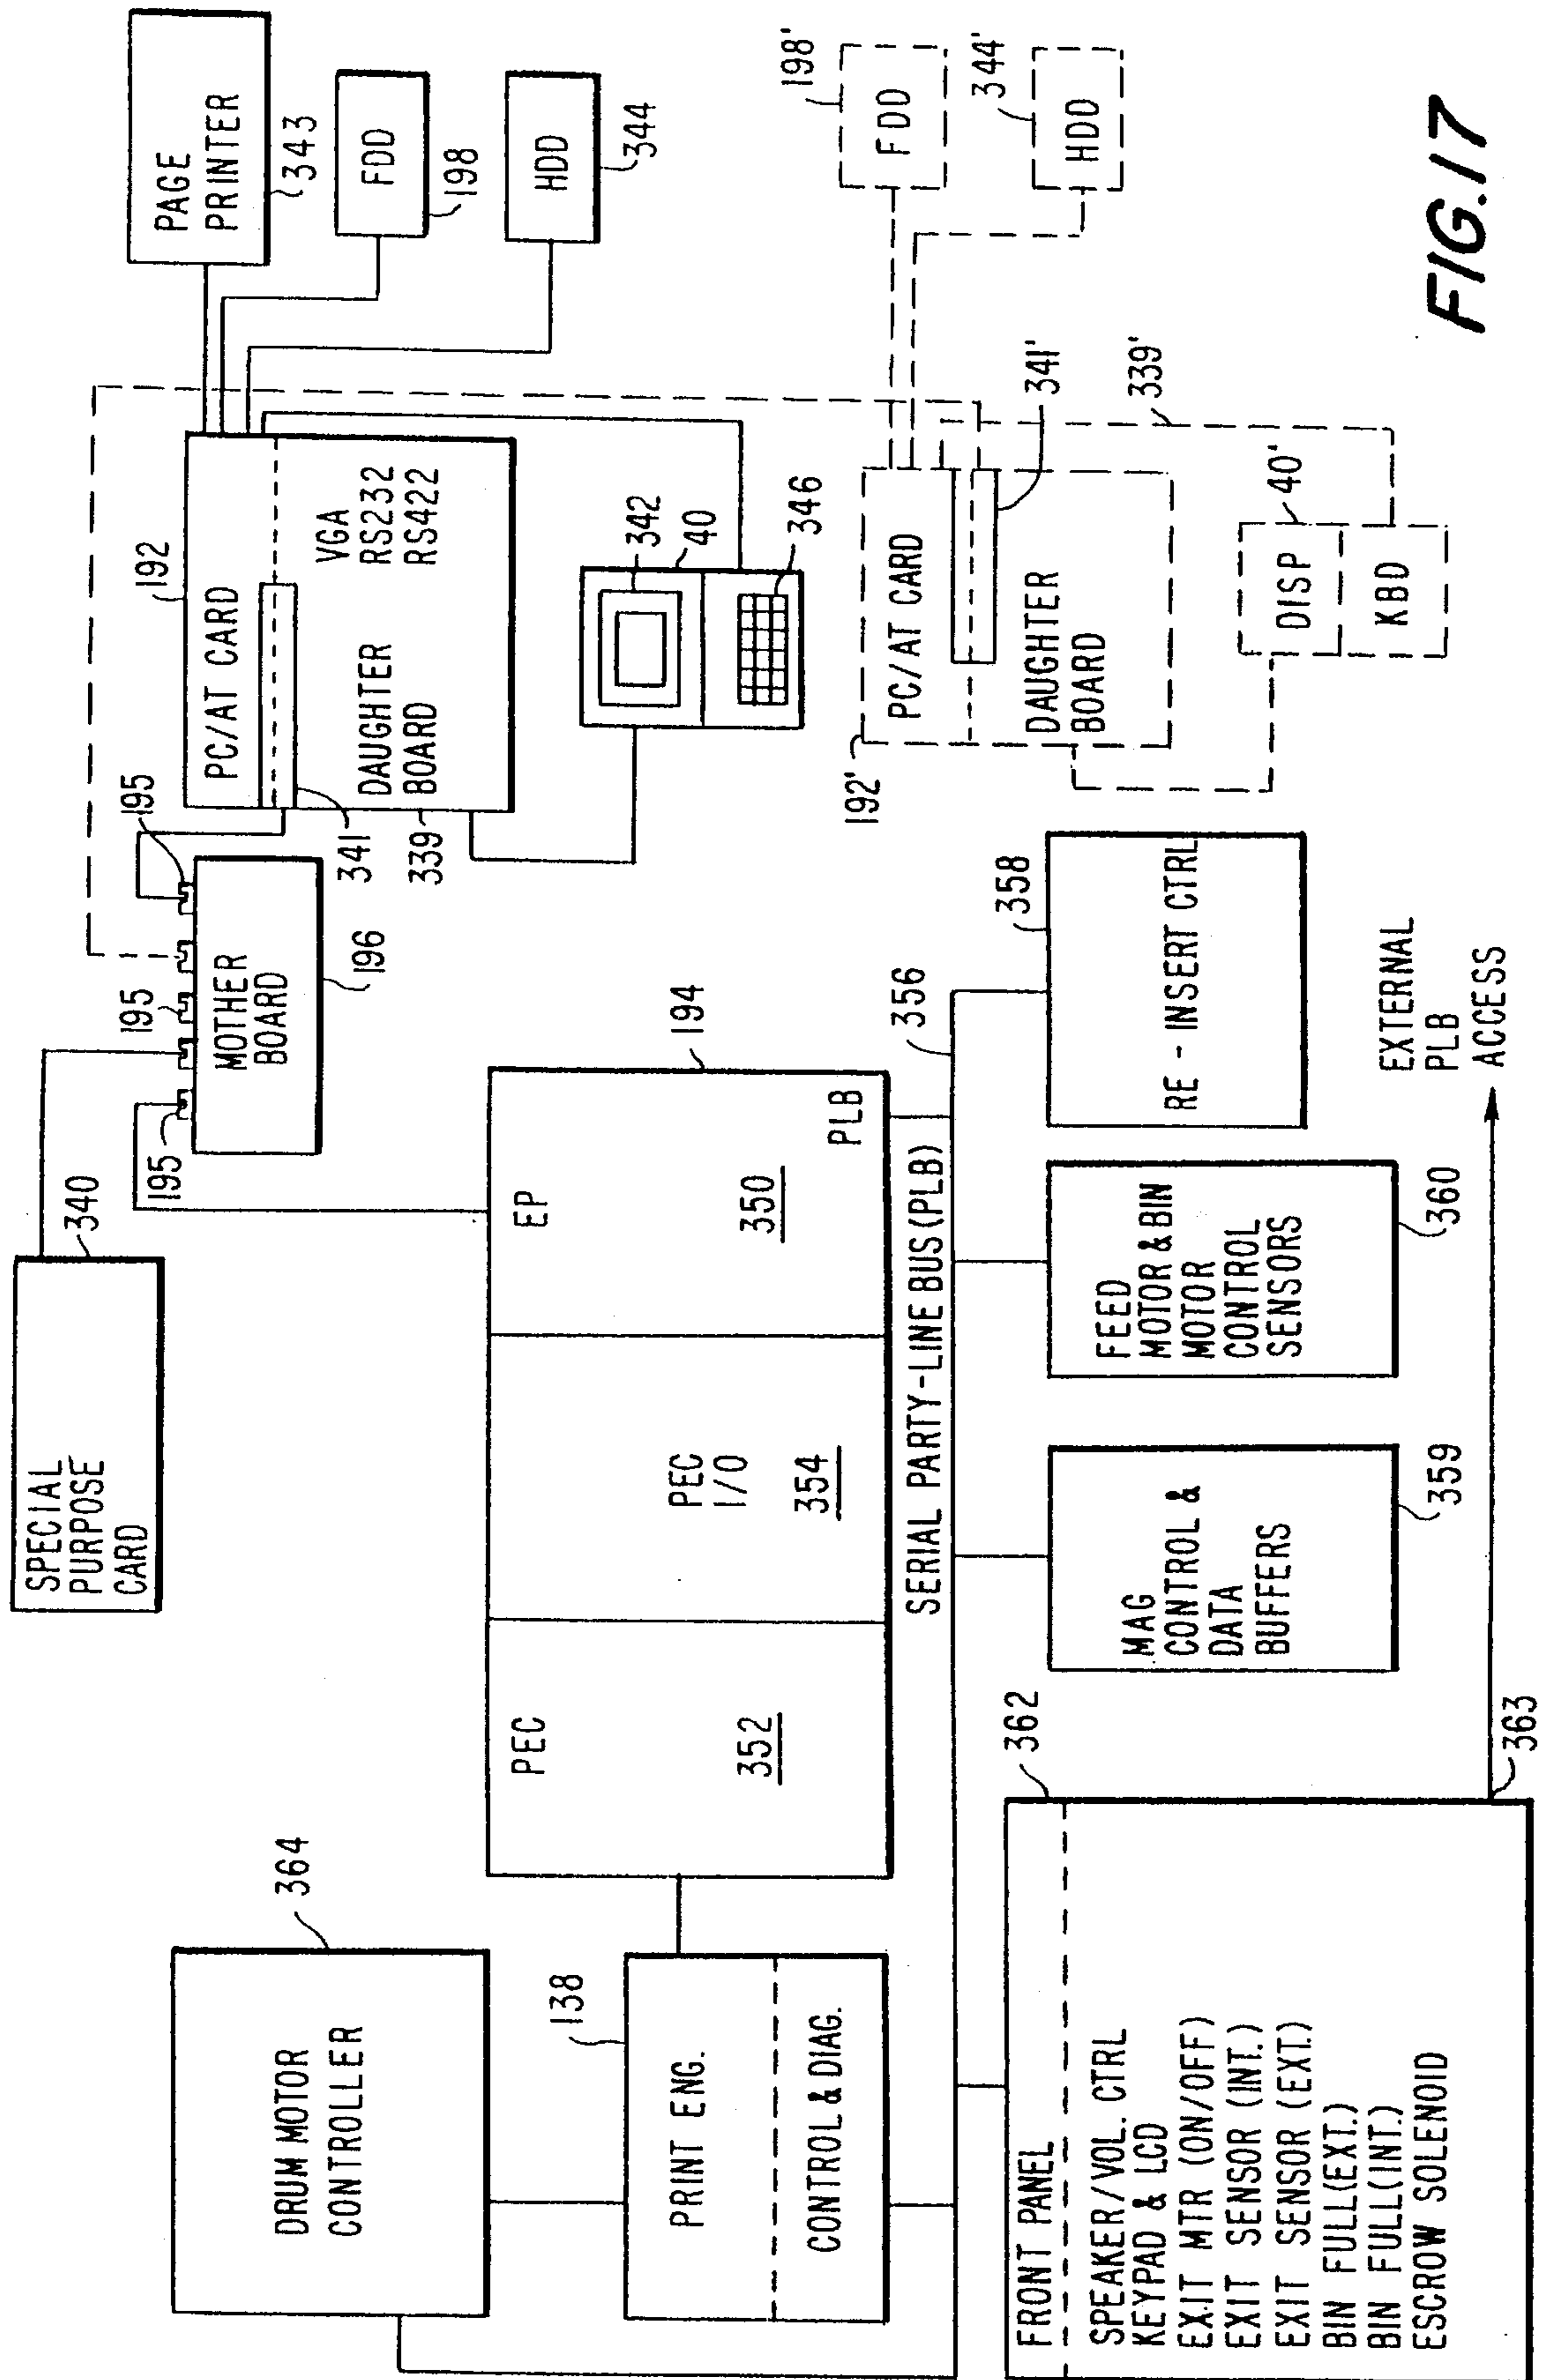 PAGE
PRINTER
343
FDD
198
HDD
344
192
PC/AT CARD
VGA
RS232
RS422
DAUGHTER
BOARD
341
339
195
195
195
MOTHER
BOARD
196
SPECIAL
PURPOSE
CARD
340
342
40
346
198'
FDD
344'
HDD
192'
PC/AT CARD
341'
DAUGHTER
BOARD
339'
40'
DISP
KBD
194
EP
350
PLB
PEC
I/O
354
PEC
352
SERIAL PARTY-LINE BUS (PLB)
356
358
RE - INSERT CTRL
FEED
MOTOR & BIN
MOTOR
CONTROL
SENSORS
360
MAG
CONTROL &
DATA
BUFFERS
359
364
DRUM MOTOR
CONTROLLER
138
PRINT ENG.
CONTROL & DIAG.
362
FRONT PANEL
SPEAKER/VOL. CTRL
KEYPAD & LCD
EXIT MTR (ON/OFF)
EXIT SENSOR (INT.)
EXIT SENSOR (EXT.)
BIN FULL(EXT.)
BIN FULL(INT.)
ESCROW SOLENOID
363
EXTERNAL
PLB
ACCESS
FIG.17